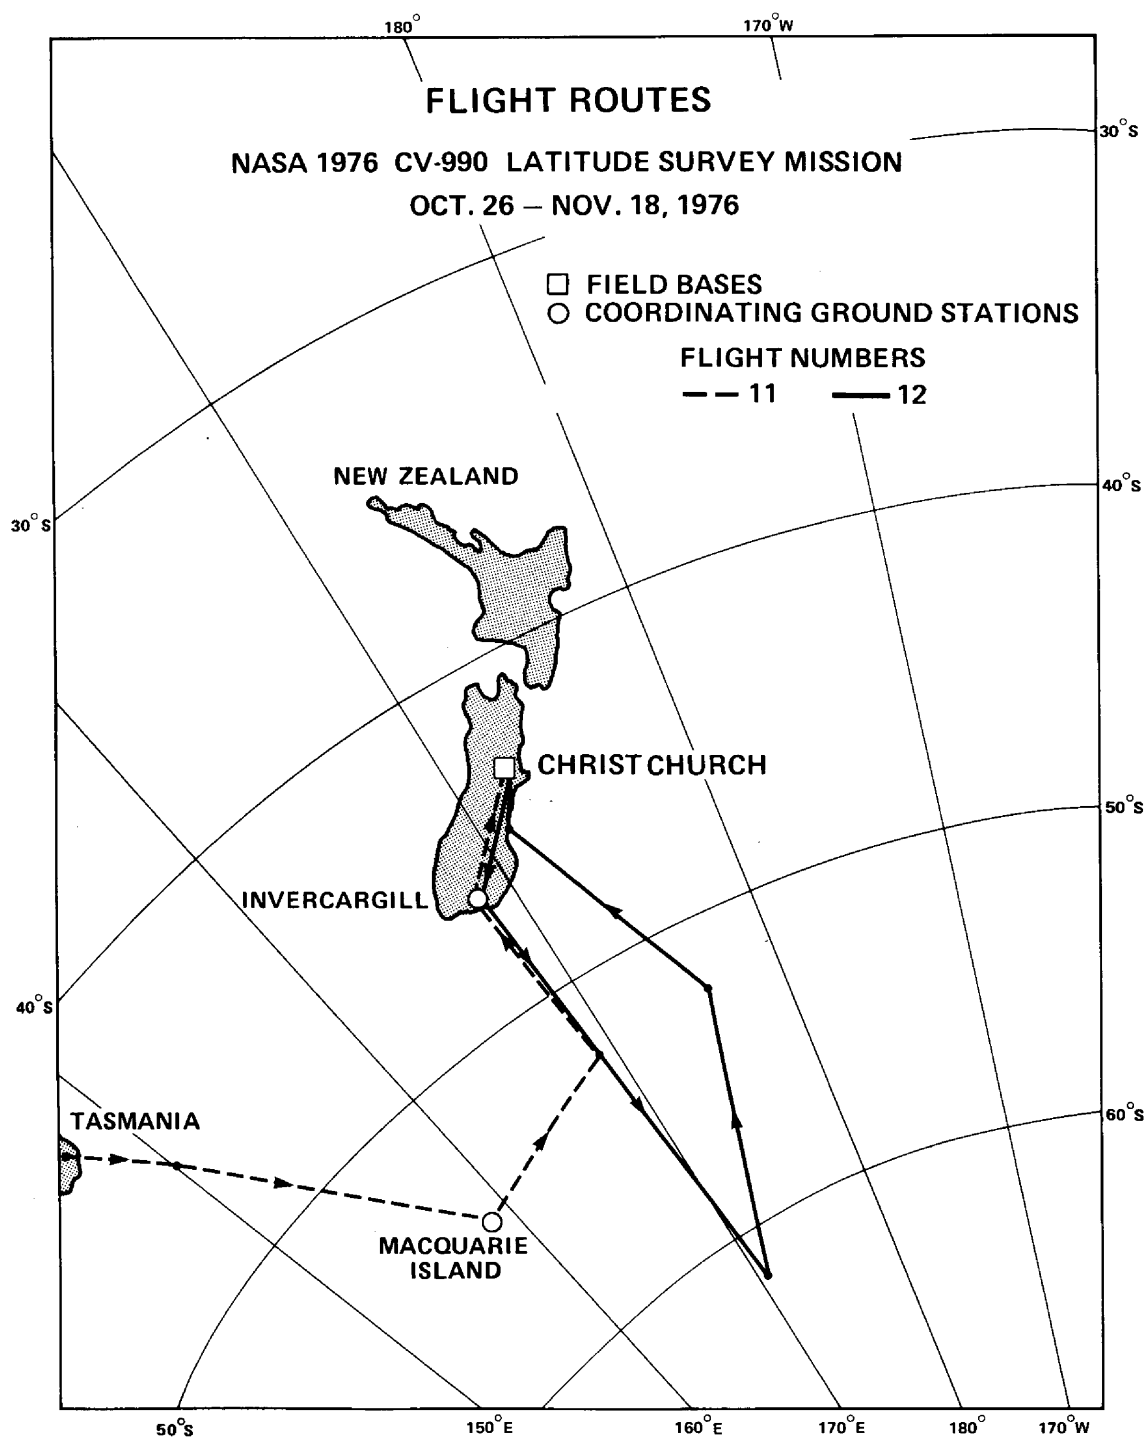 180°
170°W
FLIGHT ROUTES
30°S
NASA 1976 CV-990 LATITUDE SURVEY MISSION
OCT. 26 – NOV. 18, 1976
FIELD BASES
COORDINATING GROUND STATIONS
FLIGHT NUMBERS
11 12
NEW ZEALAND
40°S
30°S
CHRISTCHURCH
50°S
INVERCARGILL
40°S
TASMANIA
60°S
MACQUARIE
ISLAND
50°S
150°E
160°E
170°E
180°
170°W